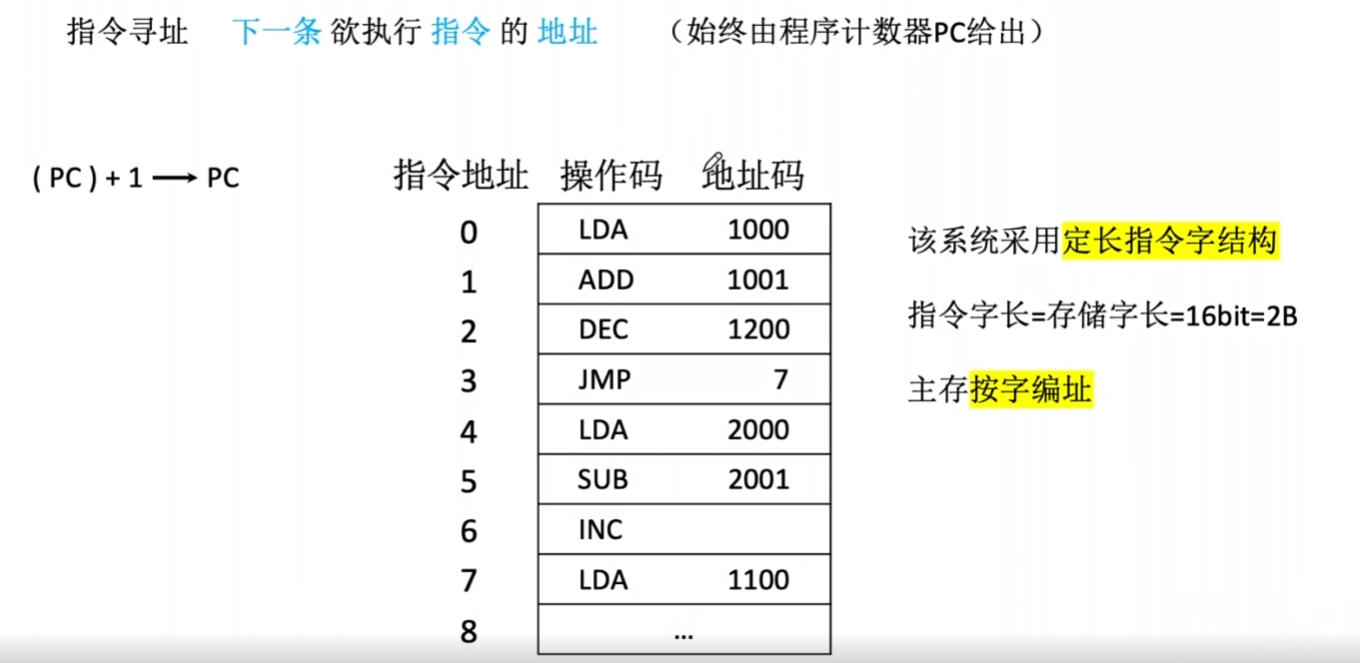 指令寻址 下一条 欲执行 指令 的 地址 （始终由程序计数器PC给出）
( PC ) + 1 → PC
指令地址 操作码 地址码
0 LDA 1000
1 ADD 1001
2 DEC 1200
3 JMP 7
4 LDA 2000
5 SUB 2001
6 INC
7 LDA 1100
8 ...
该系统采用定长指令字结构
指令字长=存储字长=16bit=2B
主存按字编址